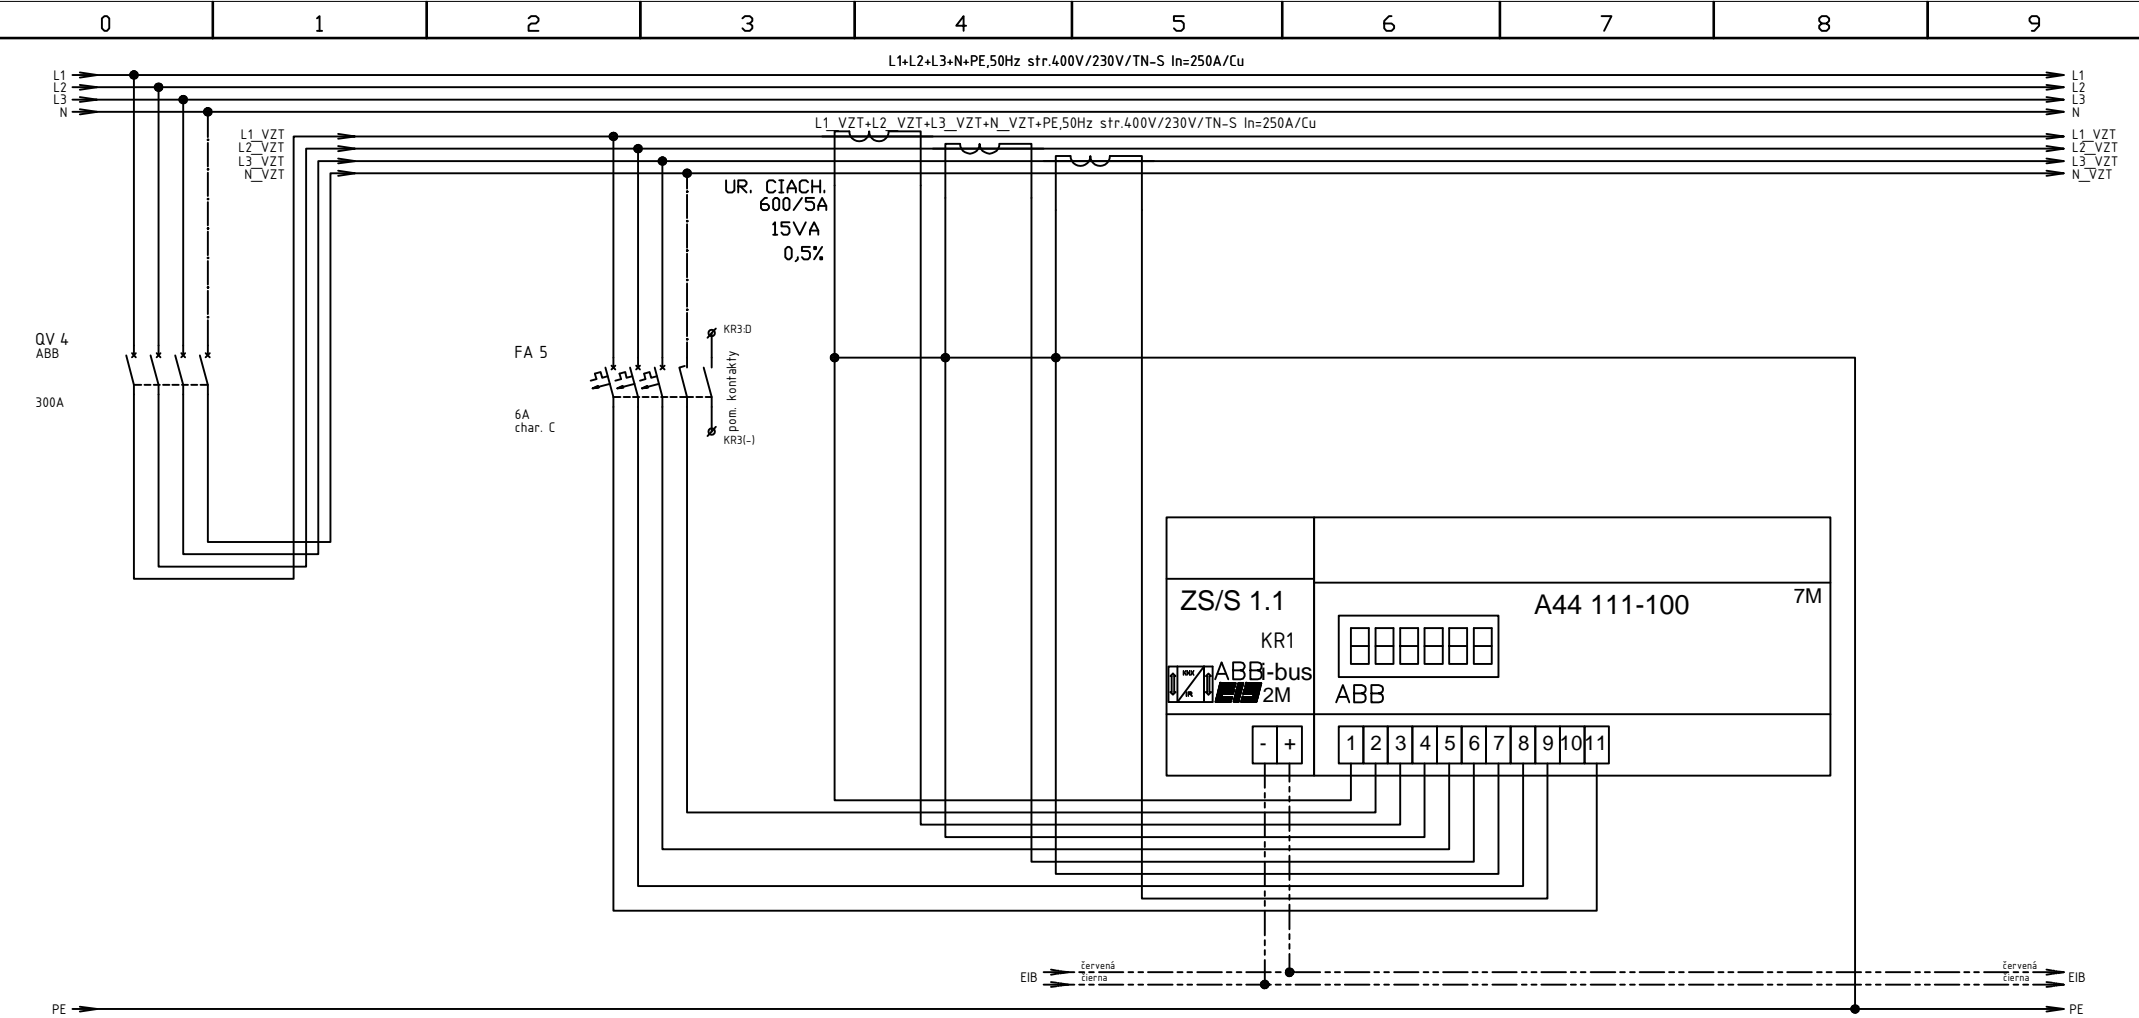 0 1 2 3 4 5 6 7 8 9
L1+L2+L3+N+PE,50Hz str.400V/230V/TN-S In=250A/Cu
L1 L1
L2 L2
L3 L3
N N
L1_VZT+L2_VZT+L3_VZT+N_VZT+PE,50Hz str.400V/230V/TN-S In=250A/Cu
L1_VZT L1_VZT
L2_VZT L2_VZT
L3_VZT L3_VZT
N_VZT N_VZT
UR. CIACH.
600/5A
15VA
0,5%
QV 4
ABB
300A
FA 5
6A
char. C
KR3:D
pom. kontakty
KR3(-)
ZS/S 1.1
KR1
KNX
IR
ABB i-bus
EIB
2M
A44 111-100
7M
ABB
- +
1 2 3 4 5 6 7 8 9 10 11
EIB červená červená EIB
čierna čierna
PE PE